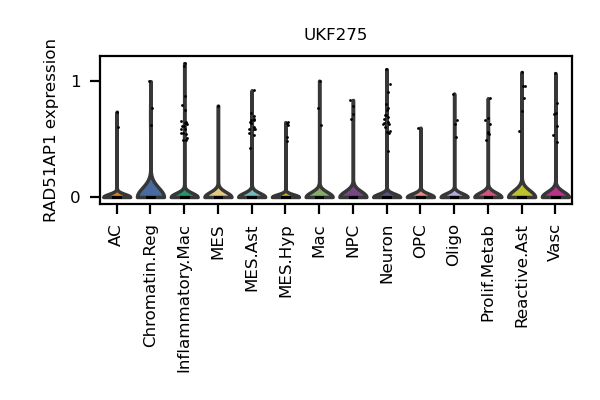 UKF275
RAD51AP1 expression
1
0
AC
Chromatin.Reg
Inflammatory.Mac
MES
MES.Ast
MES.Hyp
Mac
NPC
Neuron
OPC
Oligo
Prolif.Metab
Reactive.Ast
Vasc